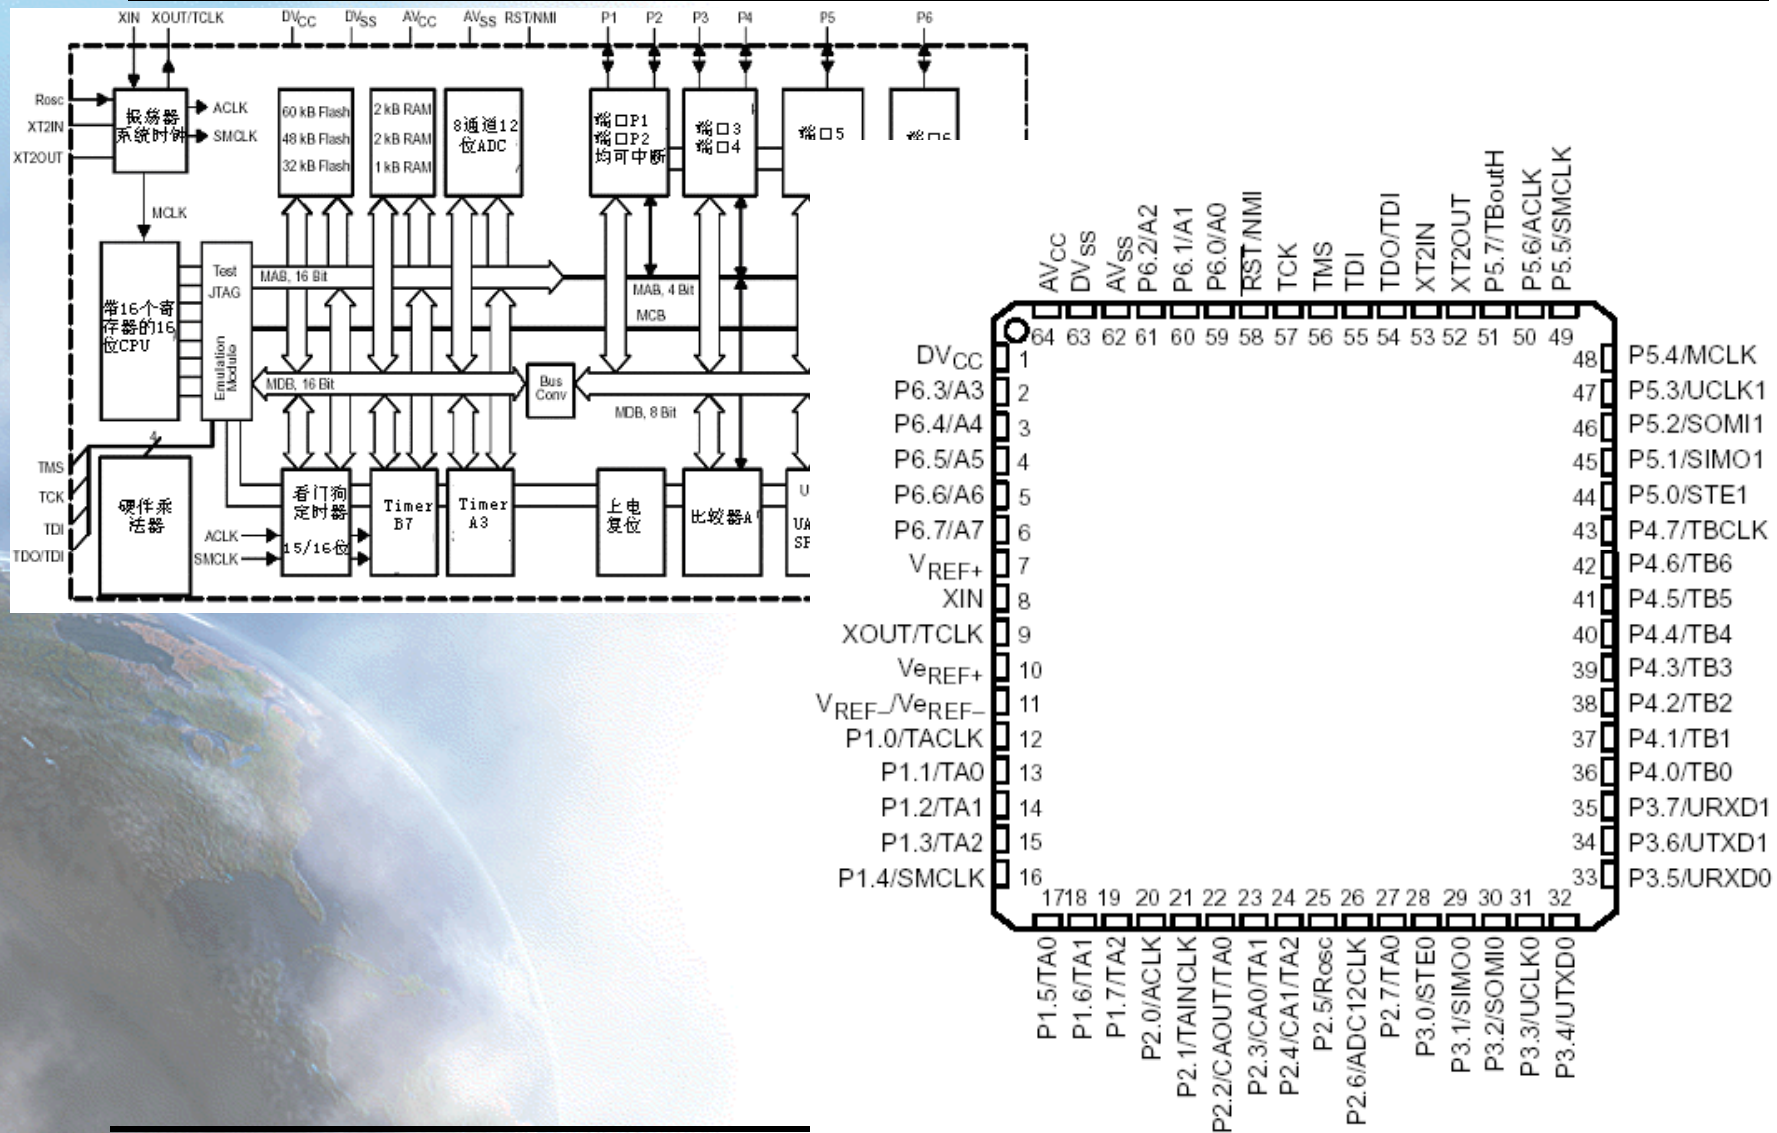 XIN XOUT/TCLK DVCC DVSS AVCC AVSS RST/NMI P1 P2 P3 P4 P5 P6
Rosc
XT2IN
XT2OUT
振荡器
系统时钟
ACLK
SMCLK
MCLK
60 kB Flash
48 kB Flash
32 kB Flash
2 kB RAM
2 kB RAM
1 kB RAM
8通道12
位ADC
端口P1
端口P2
均可中断
端口3
端口4
端口5
端口6
带16个寄
存器的16
位CPU
Test
JTAG
Emulation
Module
MAB, 16 Bit
MAB, 4 Bit
MCB
MDB, 16 Bit
Bus
Conv
MDB, 8 Bit
4
TMS
TCK
TDI
TDO/TDI
硬件乘
法器
ACLK
SMCLK
看门狗
定时器
15/16位
Timer
B7
Timer
A3
上电
复位
比较器A
U
UA
SP
AVCC
DVSS
AVSS
P6.2/A2
P6.1/A1
P6.0/A0
RST/NMI
TCK
TMS
TDI
TDO/TDI
XT2IN
XT2OUT
P5.7/TBoutH
P5.6/ACLK
P5.5/SMCLK
64 63 62 61 60 59 58 57 56 55 54 53 52 51 50 49
DVCC 1
P6.3/A3 2
P6.4/A4 3
P6.5/A5 4
P6.6/A6 5
P6.7/A7 6
VREF+ 7
XIN 8
XOUT/TCLK 9
VeREF+ 10
VREF–/VeREF– 11
P1.0/TACLK 12
P1.1/TA0 13
P1.2/TA1 14
P1.3/TA2 15
P1.4/SMCLK 16
48 P5.4/MCLK
47 P5.3/UCLK1
46 P5.2/SOMI1
45 P5.1/SIMO1
44 P5.0/STE1
43 P4.7/TBCLK
42 P4.6/TB6
41 P4.5/TB5
40 P4.4/TB4
39 P4.3/TB3
38 P4.2/TB2
37 P4.1/TB1
36 P4.0/TB0
35 P3.7/URXD1
34 P3.6/UTXD1
33 P3.5/URXD0
17 18 19 20 21 22 23 24 25 26 27 28 29 30 31 32
P1.5/TA0
P1.6/TA1
P1.7/TA2
P2.0/ACLK
P2.1/TAINCLK
P2.2/CAOUT/TA0
P2.3/CA0/TA1
P2.4/CA1/TA2
P2.5/Rosc
P2.6/ADC12CLK
P2.7/TA0
P3.0/STE0
P3.1/SIMO0
P3.2/SOMI0
P3.3/UCLK0
P3.4/UTXD0